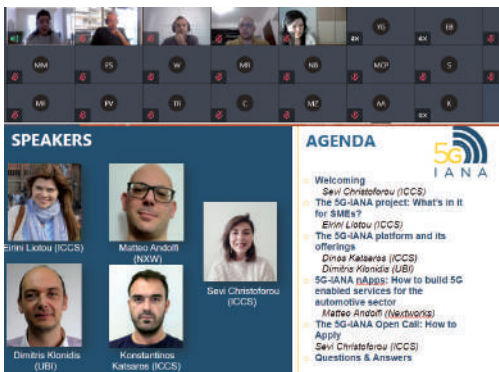 YG
EB
NM
ES
W
MB
NB
MCP
S
MF
PV
TB
C
MZ
AA
K
SPEAKERS
Eirini Liotou (ICCS)
Matteo Andolfi
(NXW)
Sevi Christoforou
(ICCS)
Dimitris Klonidis
(UBI)
Konstantinos
Katsaros (ICCS)
AGENDA
5G
IANA
Welcoming
Sevi Christoforou (ICCS)
The 5G-IANA project: What's in it
for SMEs?
Eirini Liotou (ICCS)
The 5G-IANA platform and its
offerings
Dinos Katsaros (ICCS)
Dimitris Klonidis (UBI)
5G-IANA nApps: How to build 5G
enabled services for the
automotive sector
Matteo Andolfi (Nextworks)
The 5G-IANA Open Call: How to
Apply
Sevi Christoforou (ICCS)
Questions & Answers